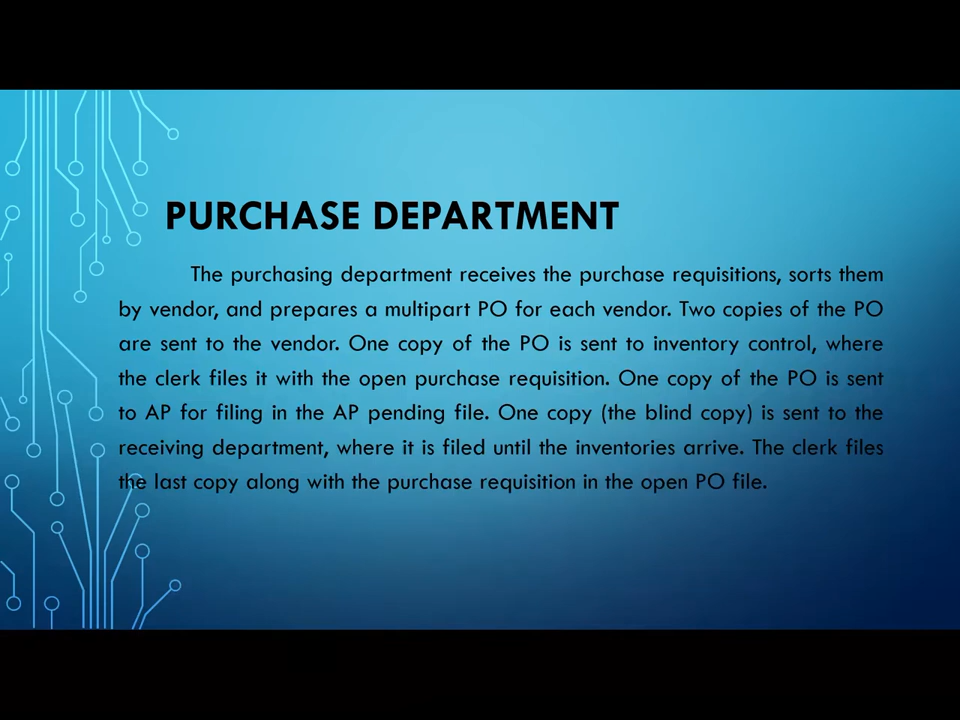 PURCHASE DEPARTMENT
The purchasing department receives the purchase requisitions, sorts them
by vendor, and prepares a multipart PO for each vendor. Two copies of the PO
are sent to the vendor. One copy of the PO is sent to inventory control, where
the clerk files it with the open purchase requisition. One copy of the PO is sent
to AP for filing in the AP pending file. One copy (the blind copy) is sent to the
receiving department, where it is filed until the inventories arrive. The clerk files
the last copy along with the purchase requisition in the open PO file.